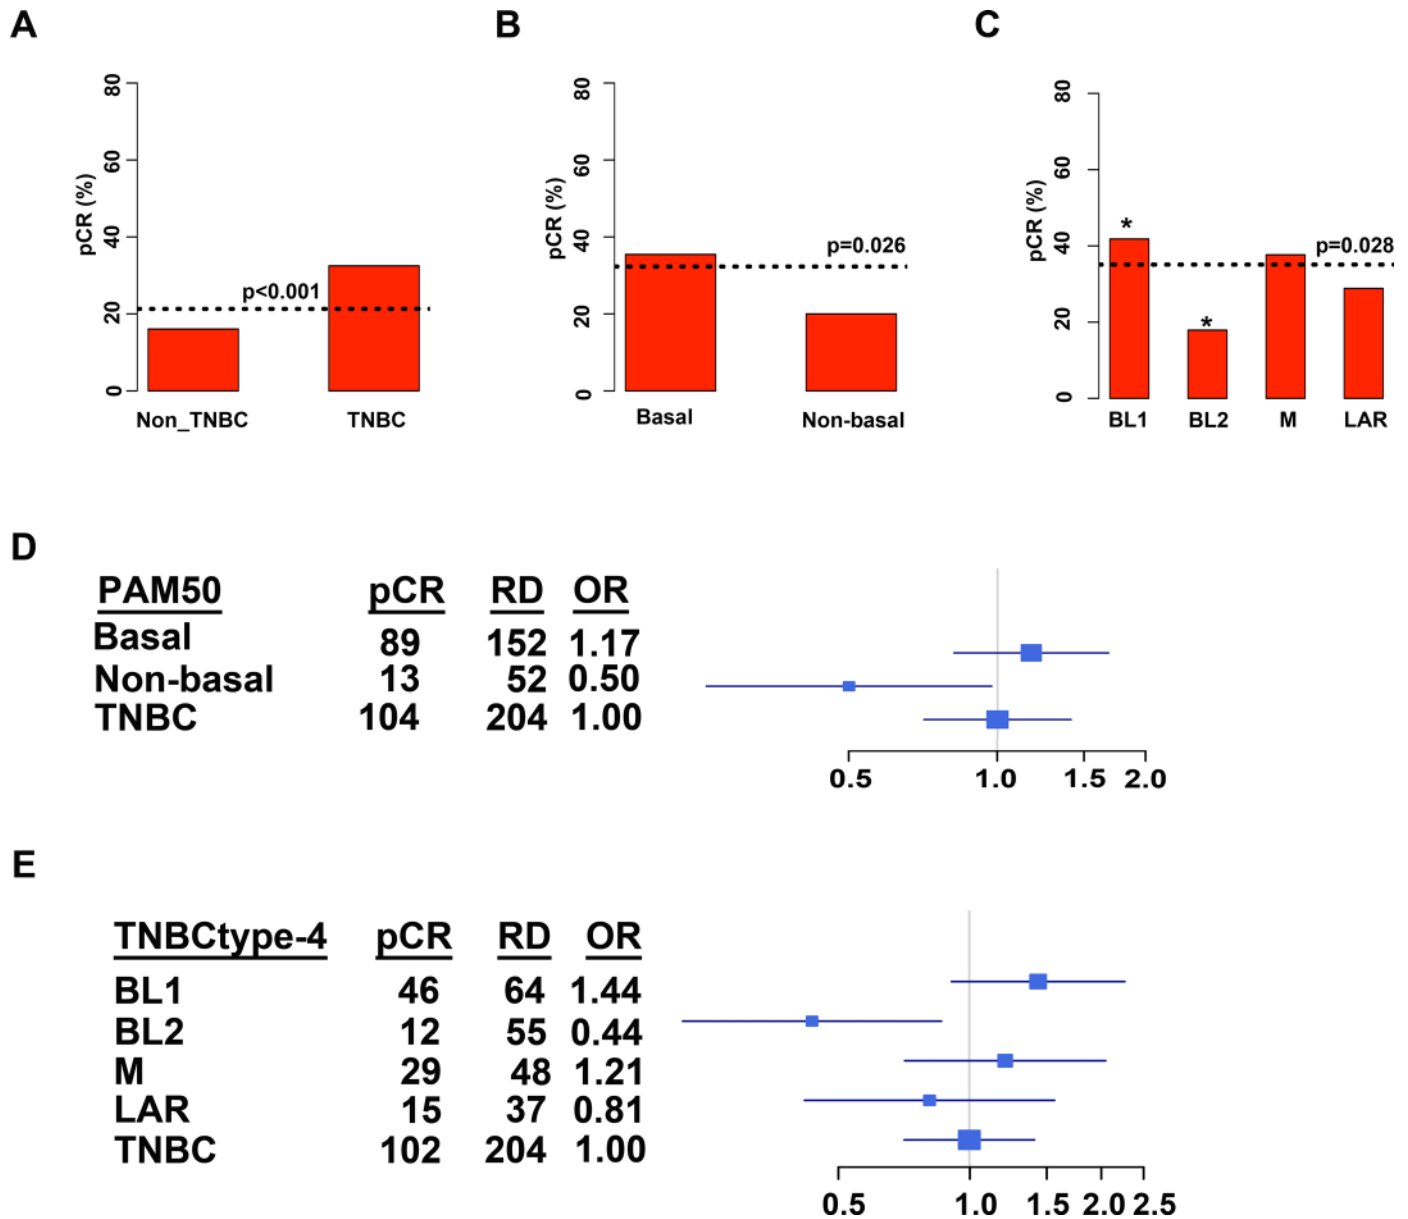 A
B
C
80
60
40
20
0
pCR (%)
p<0.001
Non_TNBC
TNBC
80
60
40
20
0
pCR (%)
p=0.026
Basal
Non-basal
80
60
40
20
0
pCR (%)
*
*
p=0.028
BL1
BL2
M
LAR
D
PAM50 pCR RD OR
Basal 89 152 1.17
Non-basal 13 52 0.50
TNBC 104 204 1.00
0.5 1.0 1.5 2.0
E
TNBCtype-4 pCR RD OR
BL1 46 64 1.44
BL2 12 55 0.44
M 29 48 1.21
LAR 15 37 0.81
TNBC 102 204 1.00
0.5 1.0 1.5 2.0 2.5